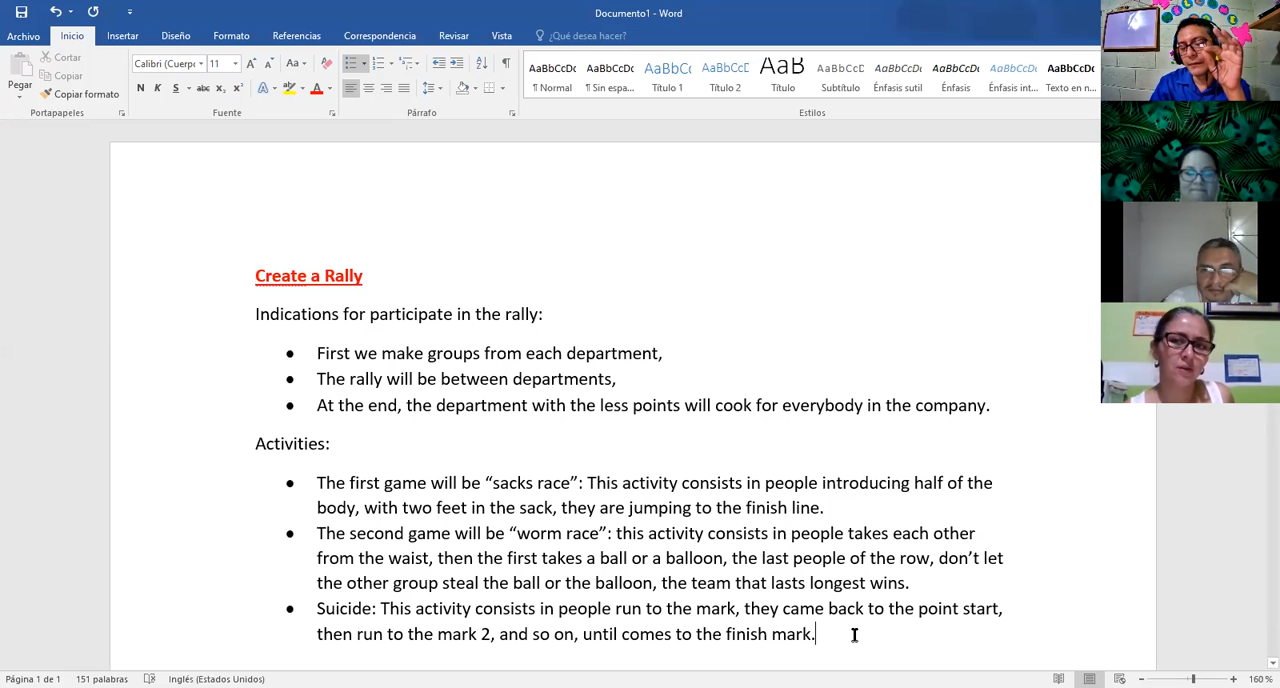 Documento1 - Word
Archivo Inicio Insertar Diseño Formato Referencias Correspondencia Revisar Vista ¿Qué desea hacer?
Pegar
Cortar
Copiar
Copiar formato
Calibri (Cuerpo 11
N K S abc x₂ x²
AaBbCcDc AaBbCcDc AaBbCc AaBbCcD AaB AaBbCcD AaBbCcDc AaBbCcDc AaBbCcDc AaBbCcDc
¶ Normal ¶ Sin espa... Título 1 Título 2 Título Subtítulo Énfasis sutil Énfasis Énfasis int... Texto en n...
Portapapeles Fuente Párrafo Estilos
Create a Rally
Indications for participate in the rally:
• First we make groups from each department,
• The rally will be between departments,
• At the end, the department with the less points will cook for everybody in the company.
Activities:
• The first game will be “sacks race”: This activity consists in people introducing half of the
body, with two feet in the sack, they are jumping to the finish line.
• The second game will be “worm race”: this activity consists in people takes each other
from the waist, then the first takes a ball or a balloon, the last people of the row, don’t let
the other group steal the ball or the balloon, the team that lasts longest wins.
• Suicide: This activity consists in people run to the mark, they came back to the point start,
then run to the mark 2, and so on, until comes to the finish mark.
Página 1 de 1 151 palabras Inglés (Estados Unidos) 160 %